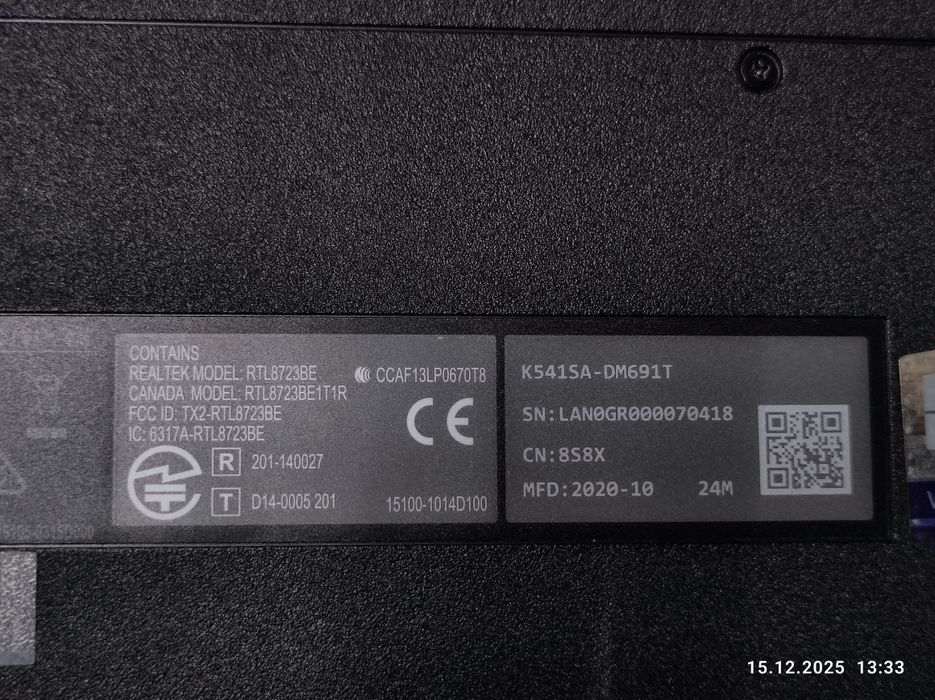 CONTAINS
REALTEK MODEL: RTL8723BE
CANADA MODEL: RTL8723BE1T1R
FCC ID: TX2-RTL8723BE
IC: 6317A-RTL8723BE
R 201-140027
T D14-0005 201
CCAF13LP0670T8
CE
15100-1014D100
K541SA-DM691T
SN:LAN0GR000070418
CN:8S8X
MFD:2020-10 24M
15.12.2025 13:33